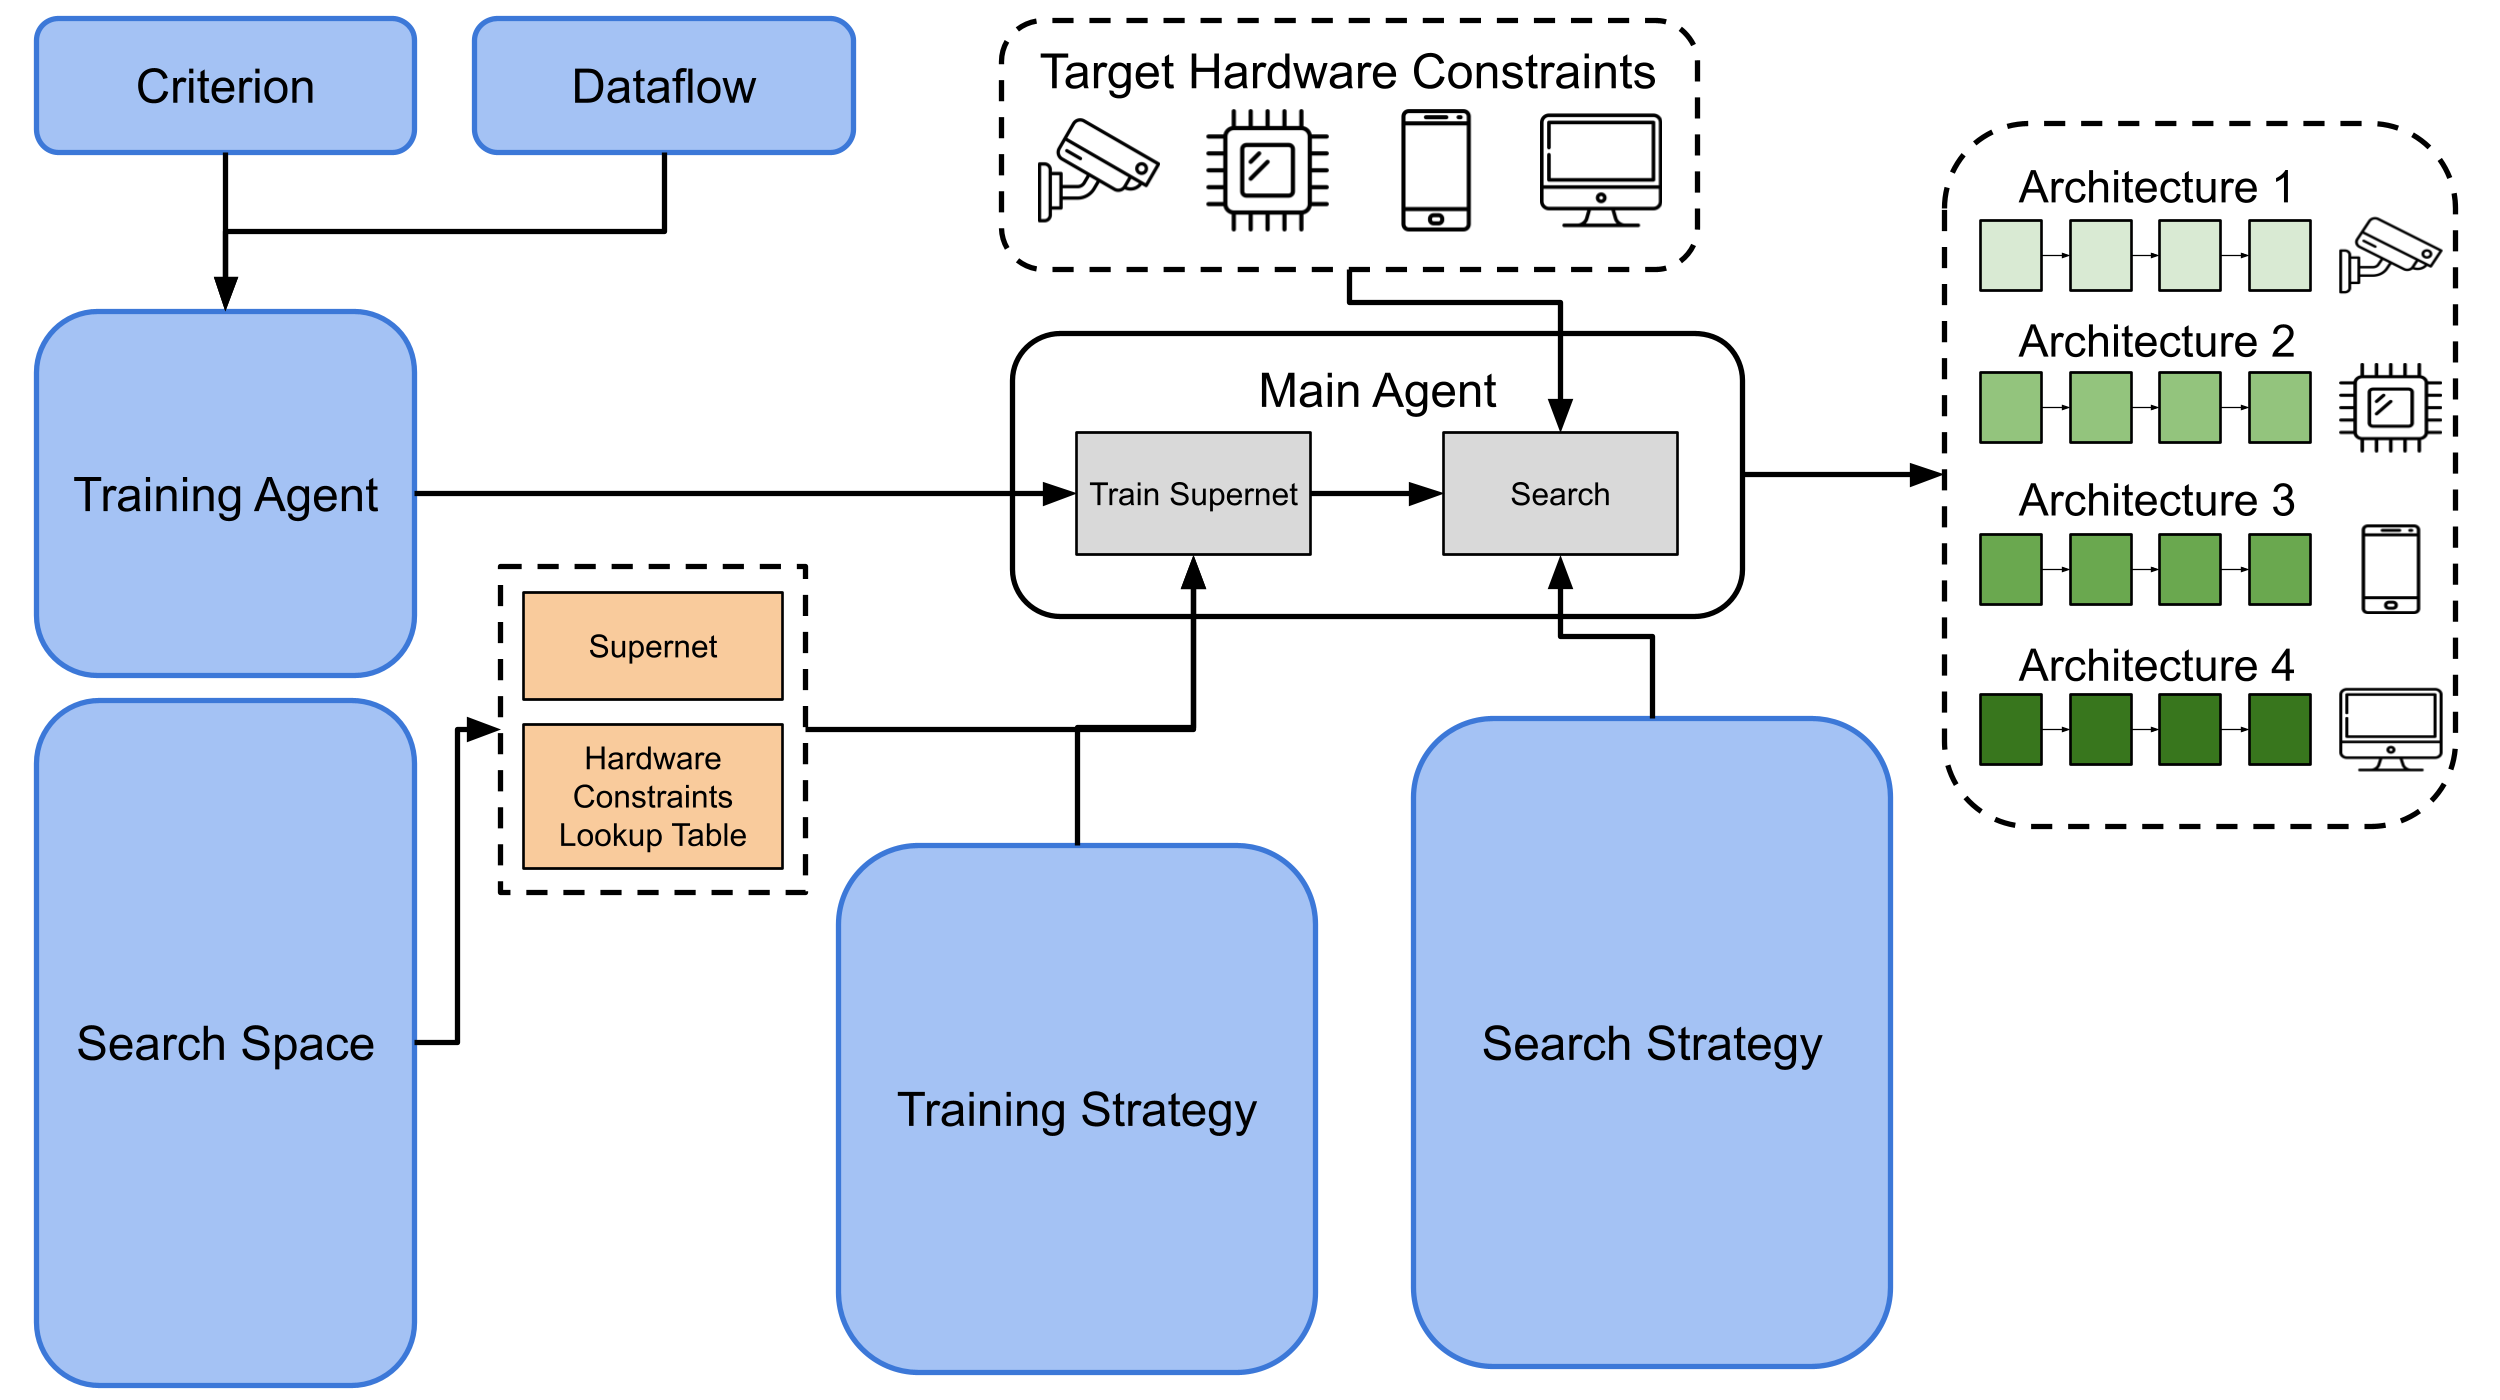 Criterion
Dataflow
Target Hardware Constraints
Architecture 1
Architecture 2
Architecture 3
Architecture 4
Main Agent
Train Supernet
Search
Training Agent
Supernet
Hardware
Constraints
Lookup Table
Search Space
Training Strategy
Search Strategy